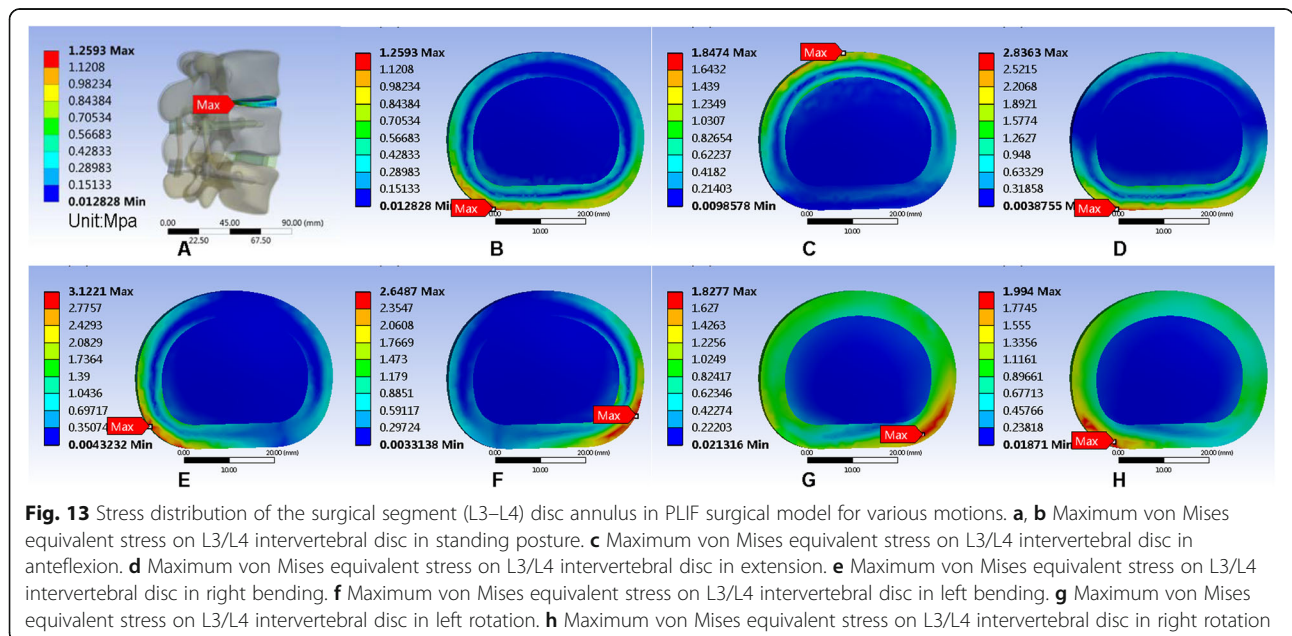 1.2593 Max
1.1208
0.98234
0.84384
0.70534
0.56683
0.42833
0.28983
0.15133
0.012828 Min
Unit:Mpa
Max
0.00 45.00 90.00 (mm)
22.50 67.50
A
1.2593 Max
1.1208
0.98234
0.84384
0.70534
0.56683
0.42833
0.28983
0.15133
0.012828 Min
Max
0.00 20.00 (mm)
10.00
B
1.8474 Max
1.6432
1.439
1.2349
1.0307
0.82654
0.62237
0.4182
0.21403
0.0098578 Min
Max
0.00 20.00 (mm)
10.00
C
2.8363 Max
2.5215
2.2068
1.8921
1.5774
1.2627
0.948
0.63329
0.31858
0.0038755 M
Max
0.00 20.00 (mm)
10.00
D
3.1221 Max
2.7757
2.4293
2.0829
1.7364
1.39
1.0436
0.69717
0.35074
0.0043232 Min
Max
0.00 20.00 (mm)
10.00
E
2.6487 Max
2.3547
2.0608
1.7669
1.473
1.179
0.8851
0.59117
0.29724
0.0033138 Min
Max
0.00 20.00 (mm)
10.00
F
1.8277 Max
1.627
1.4263
1.2256
1.0249
0.82417
0.62346
0.42274
0.22203
0.021316 Min
Max
0.00 20.00 (mm)
10.00
G
1.994 Max
1.7745
1.555
1.3356
1.1161
0.89661
0.67713
0.45766
0.23818
0.01871 Min
Max
0.00 20.00 (mm)
10.00
H
Fig. 13 Stress distribution of the surgical segment (L3–L4) disc annulus in PLIF surgical model for various motions. a, b Maximum von Mises
equivalent stress on L3/L4 intervertebral disc in standing posture. c Maximum von Mises equivalent stress on L3/L4 intervertebral disc in
anteflexion. d Maximum von Mises equivalent stress on L3/L4 intervertebral disc in extension. e Maximum von Mises equivalent stress on L3/L4
intervertebral disc in right bending. f Maximum von Mises equivalent stress on L3/L4 intervertebral disc in left bending. g Maximum von Mises
equivalent stress on L3/L4 intervertebral disc in left rotation. h Maximum von Mises equivalent stress on L3/L4 intervertebral disc in right rotation